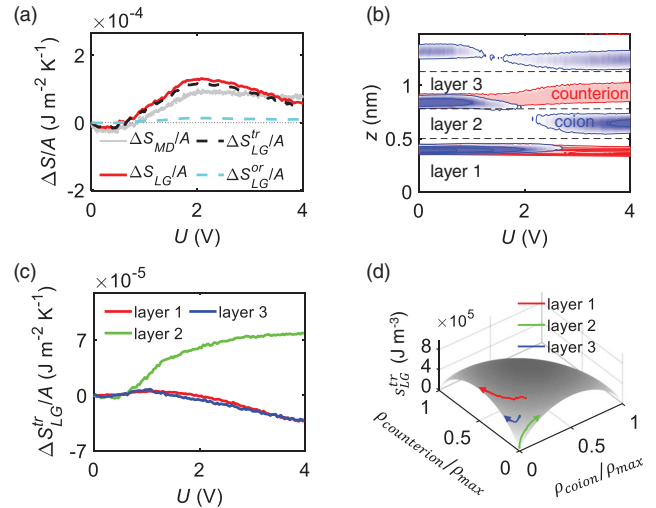 (a)
×10⁻⁴
2
0
-2
ΔS/A (J m⁻² K⁻¹)
ΔS_MD/A
ΔS_LG^tr/A
ΔS_LG/A
ΔS_LG^or/A
0 2 4
U (V)
(b)
1
0.5
0
z (nm)
layer 3
counterion
layer 2
coion
layer 1
0 1 2 3 4
U (V)
(c)
×10⁻⁵
7
0
-7
ΔS_LG^tr/A (J m⁻² K⁻¹)
layer 1
layer 3
layer 2
0 2 4
U (V)
(d)
layer 1
layer 2
layer 3
×10⁵
8
4
0
s_LG^tr (J m⁻³)
1
0.5
0
ρ_counterion/ρ_max
0
0.5
1
ρ_coion/ρ_max